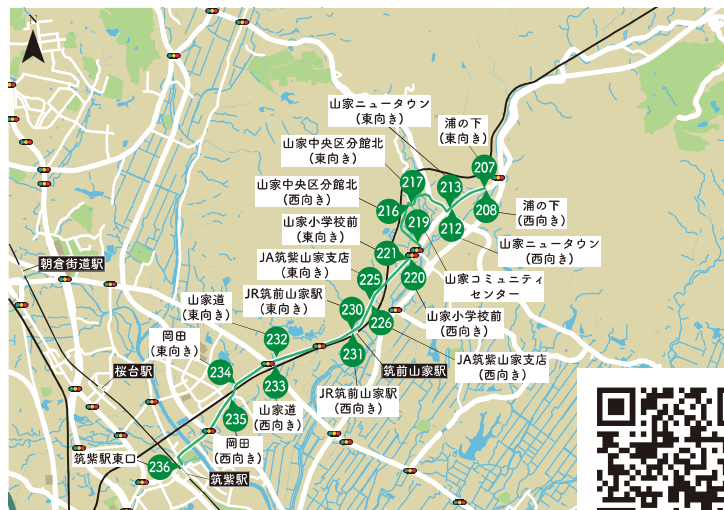 N
山家ニュータウン
(東向き)
浦の下
(東向き)
山家中央区分館北
(東向き)
207
217
213
山家中央区分館北
(西向き)
216
208
浦の下
(西向き)
山家小学校前
(東向き)
219
212
221
山家ニュータウン
(西向き)
JA筑紫山家支店
(東向き)
朝倉街道駅
225
220
山家コミュニティ
センター
JR筑前山家駅
(東向き)
山家道
(東向き)
230
226
山家小学校前
(西向き)
岡田
(東向き)
232
231
JA筑紫山家支店
(西向き)
桜台駅
234
233
筑前山家駅
JR筑前山家駅
(西向き)
山家道
(西向き)
235
岡田
(西向き)
筑紫駅東口
236
筑紫駅